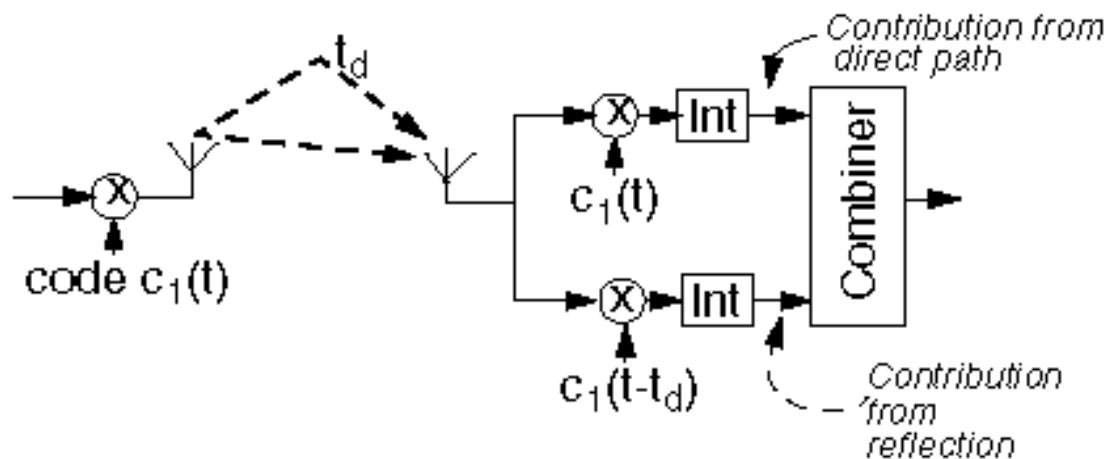 Contribution from
direct path
t_d
X
Int
Combiner
X
c_1(t)
code c_1(t)
X
Int
c_1(t-t_d)
Contribution
from
reflection